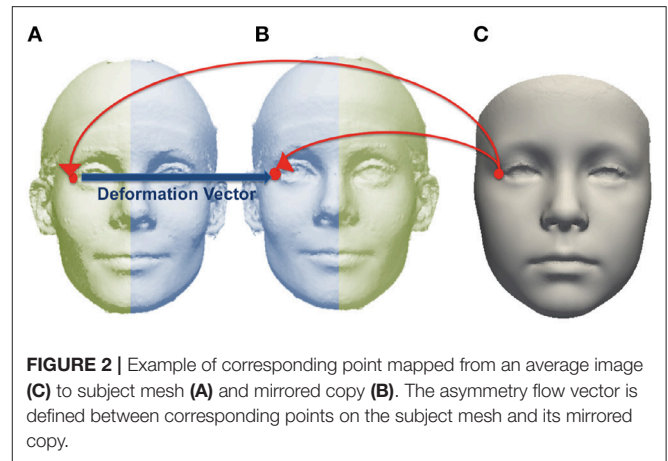 A B C
Deformation Vector
FIGURE 2 | Example of corresponding point mapped from an average image
(C) to subject mesh (A) and mirrored copy (B). The asymmetry flow vector is
defined between corresponding points on the subject mesh and its mirrored
copy.